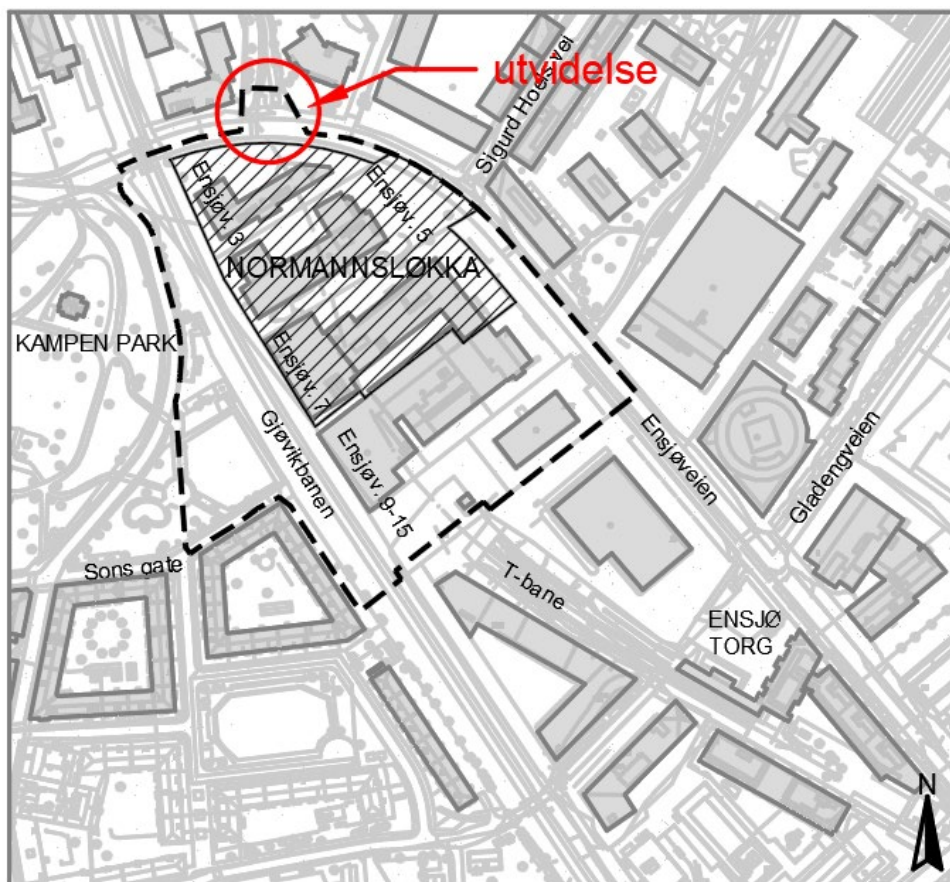 utvidelse
Sigurd Hoels vei
Ensjøv. 3
Ensjøv. 5
NORMANNSLØKKA
KAMPEN PARK
Ensjøv. 7
Gjøvikbanen
Ensjøv. 9-15
Ensjøveien
Gladengveien
Sons gate
T-bane
ENSJØ
TORG
N